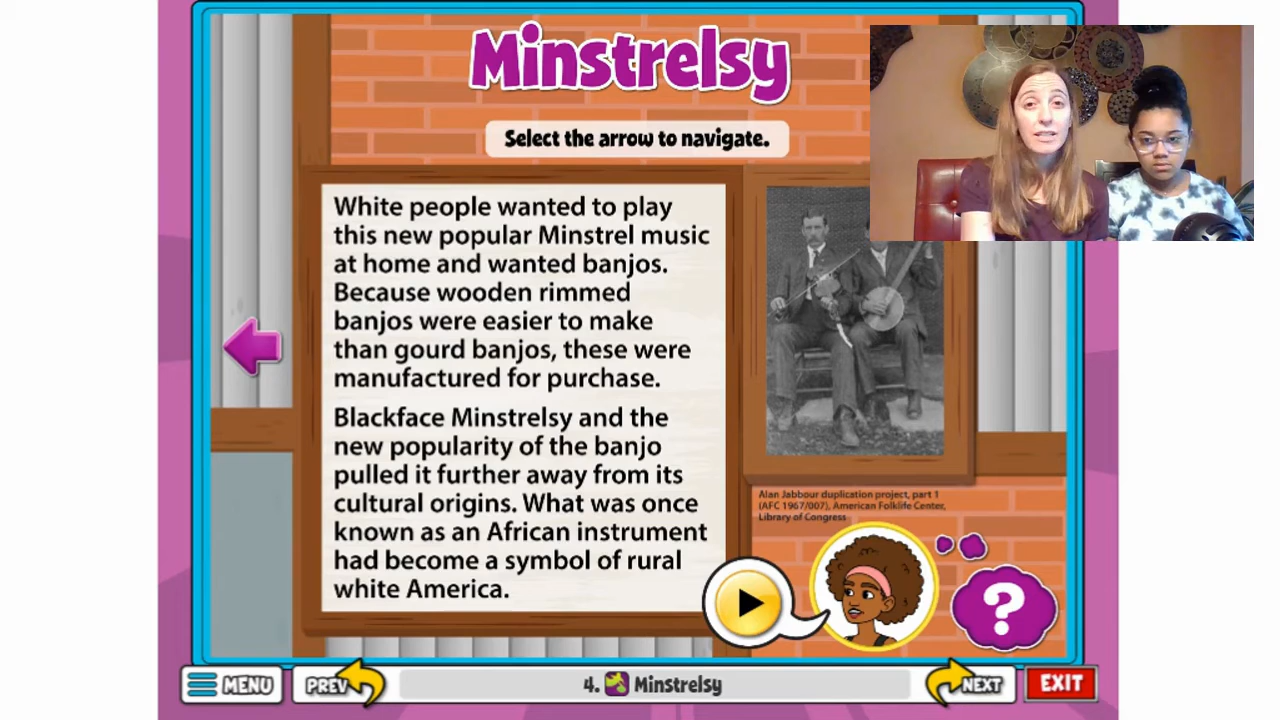 Minstrelsy
Select the arrow to navigate.
White people wanted to play
this new popular Minstrel music
at home and wanted banjos.
Because wooden rimmed
banjos were easier to make
than gourd banjos, these were
manufactured for purchase.
Blackface Minstrelsy and the
new popularity of the banjo
pulled it further away from its
cultural origins. What was once
known as an African instrument
had become a symbol of rural
white America.
Alan Jabbour duplication project, part 1
(AFC 1967/007), American Folklife Center,
Library of Congress
?
MENU
PREV
4. Minstrelsy
NEXT
EXIT